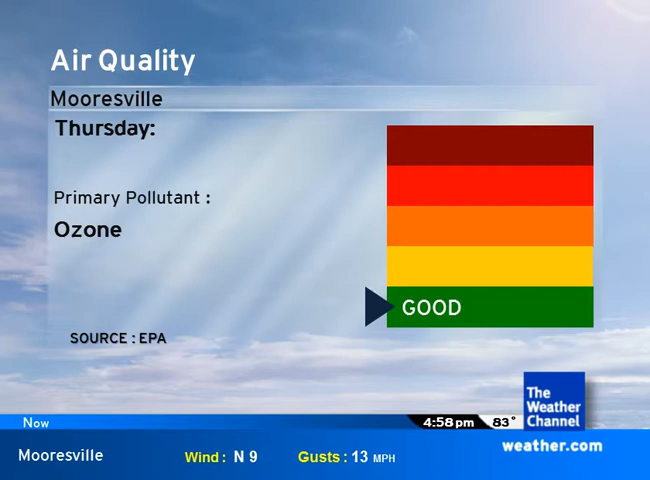 Air Quality
Mooresville
Thursday:
Primary Pollutant :
Ozone
GOOD
SOURCE : EPA
The
Weather
Channel
Now
4:58 pm 83°
weather.com
Mooresville
Wind : N 9
Gusts : 13 MPH